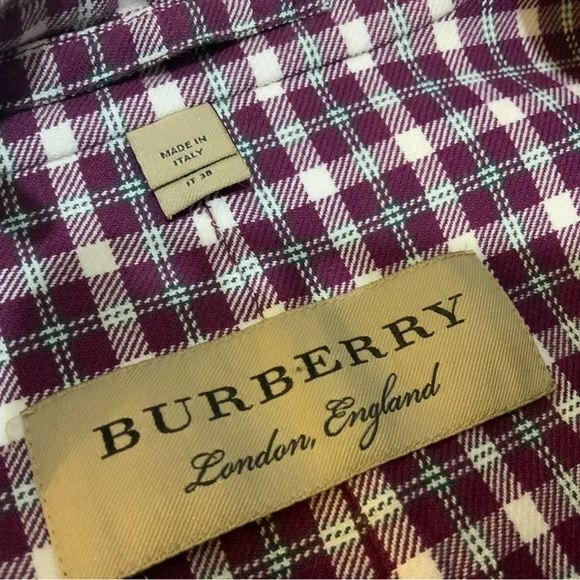 MADE IN
ITALY
IT 38
BURBERRY
London, England